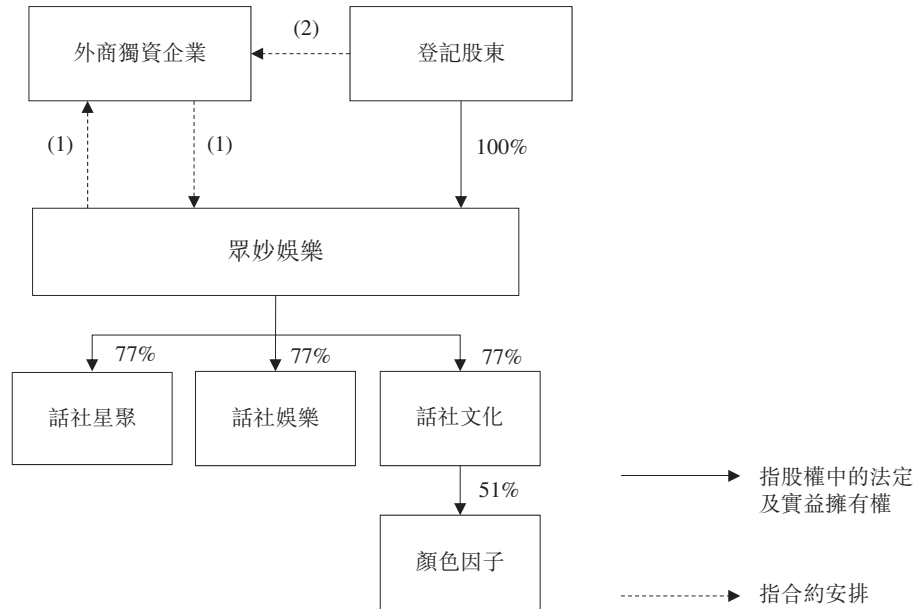 外商獨資企業
(2)
登記股東
(1)
(1)
100%
眾妙娛樂
77%
77%
77%
話社星聚
話社娛樂
話社文化
51%
顏色因子
指股權中的法定
及實益擁有權
指合約安排